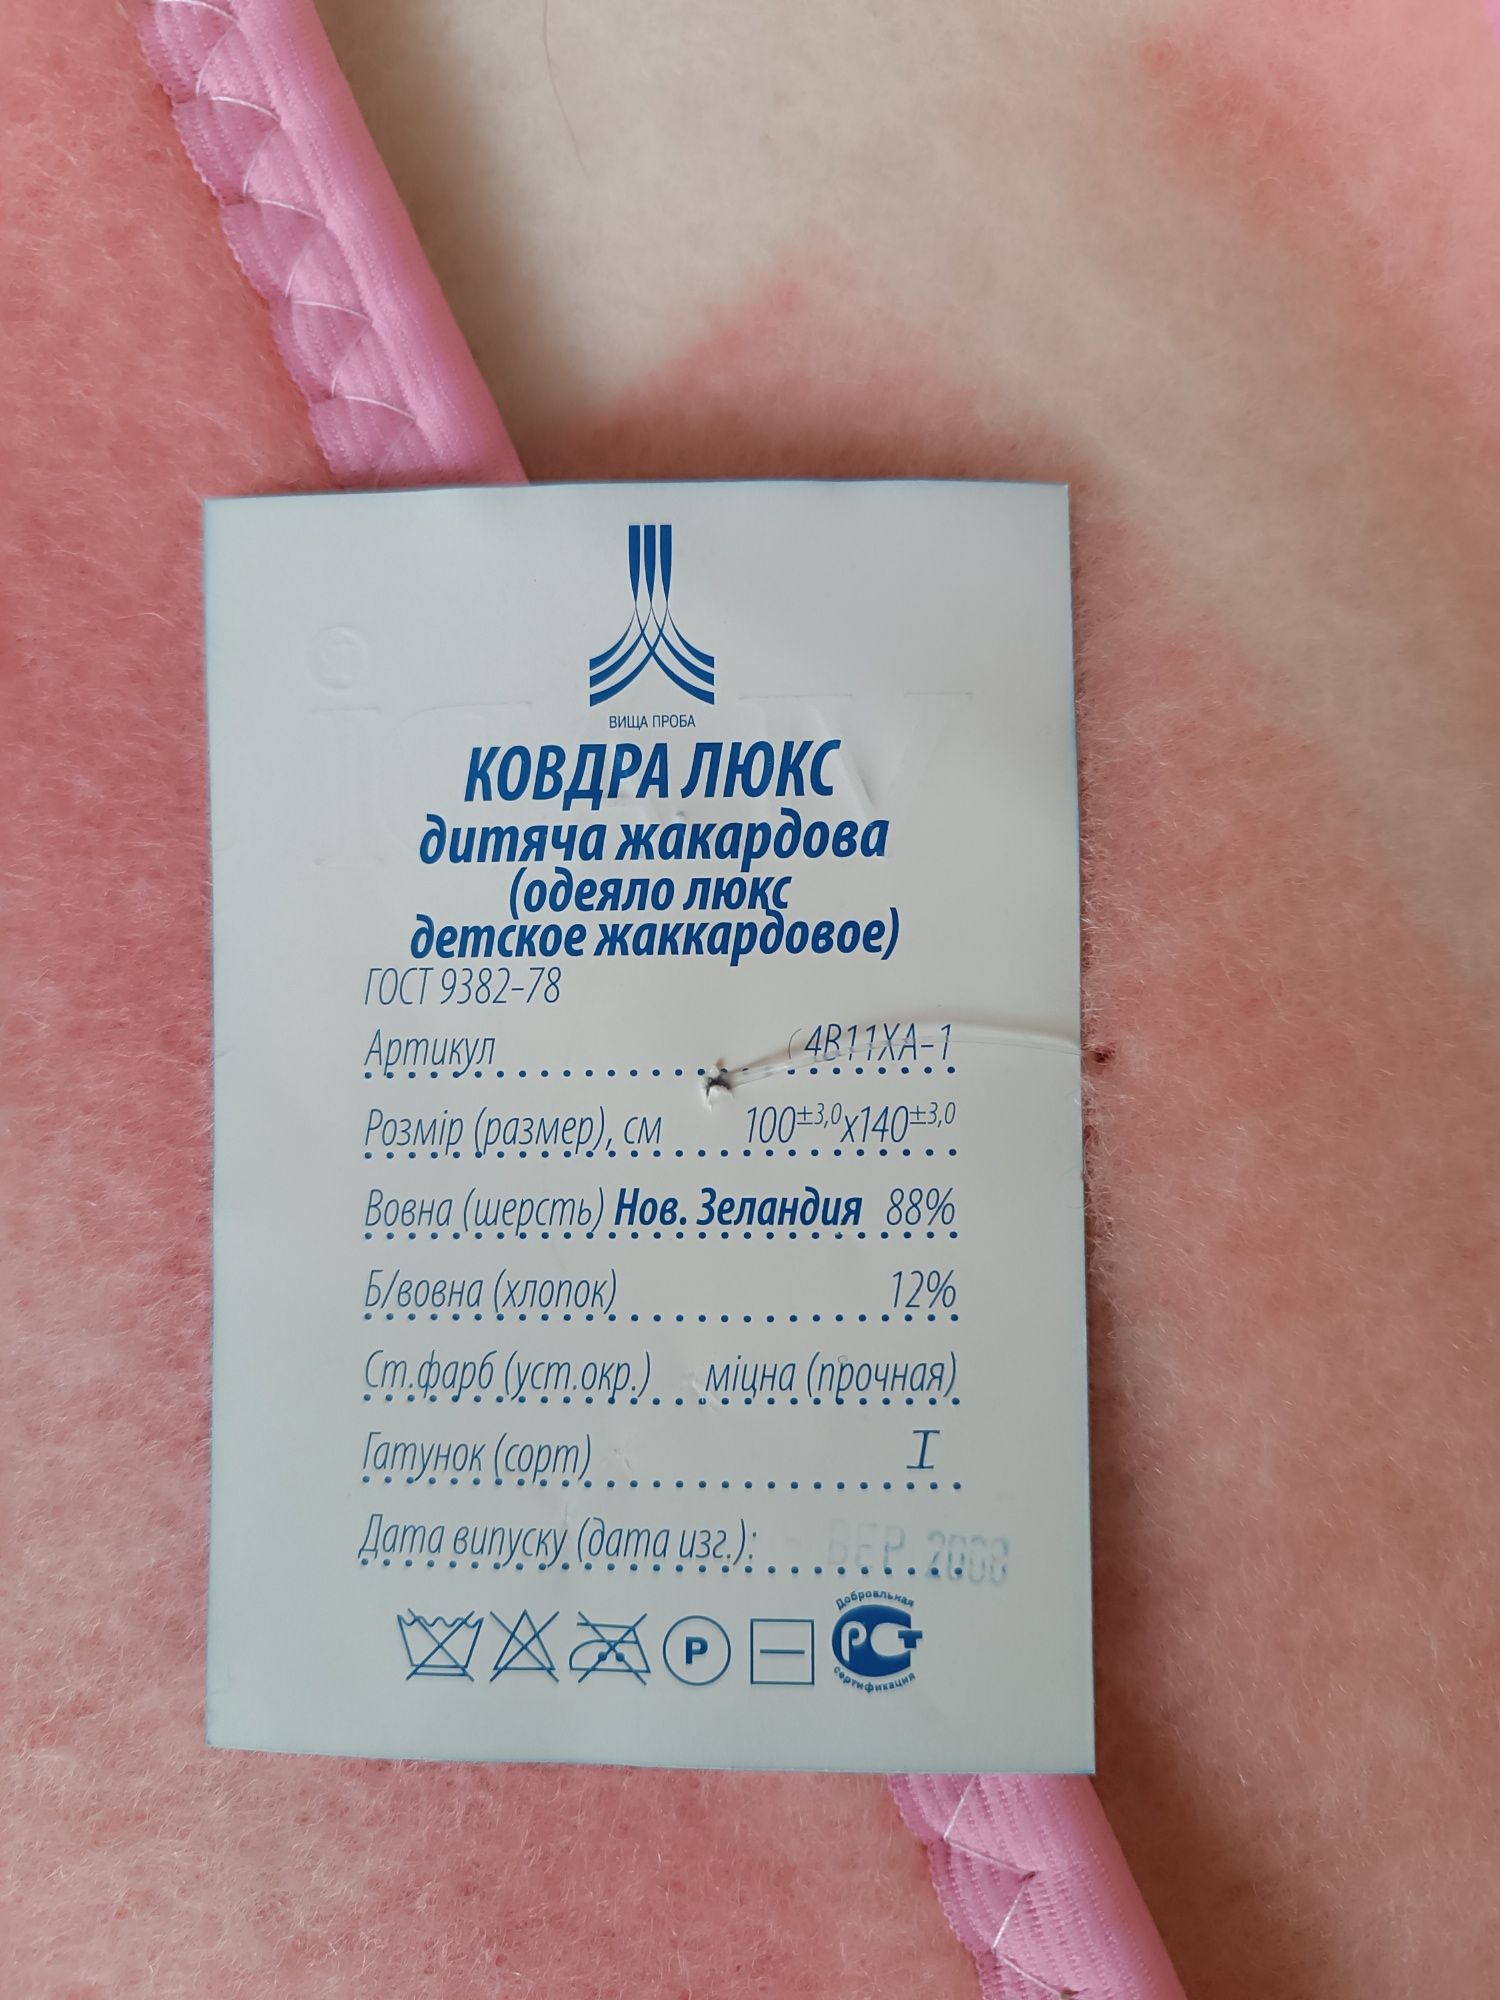 ВИЩА ПРОБА
КОВДРА ЛЮКС
дитяча жакардова
(одеяло люкс
детское жаккардовое)
ГОСТ 9382-78
Артикул 4В11ХА-1
Розмір (размер), см 100±3,0х140±3,0
Вовна (шерсть) Нов. Зеландия 88%
Б/вовна (хлопок) 12%
Ст.фарб (уст.окр.) міцна (прочная)
Гатунок (сорт) I
Дата випуску (дата изг.): ВЕР
P
Добровльная
РСТ
сертификация